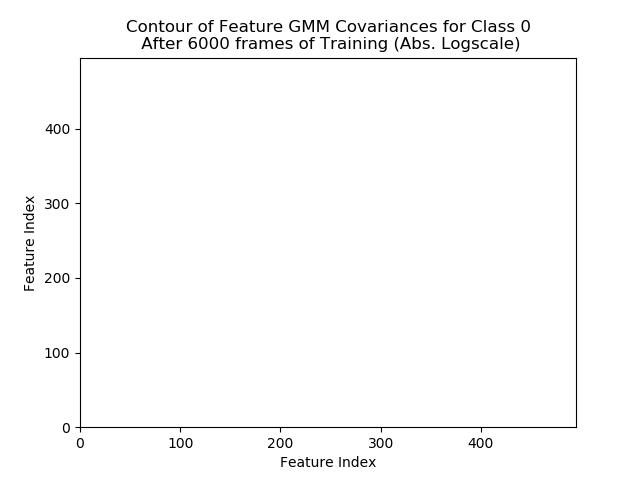 Contour of Feature GMM Covariances for Class 0
After 6000 frames of Training (Abs. Logscale)
400
300
200
100
0
Feature Index
0 100 200 300 400
Feature Index